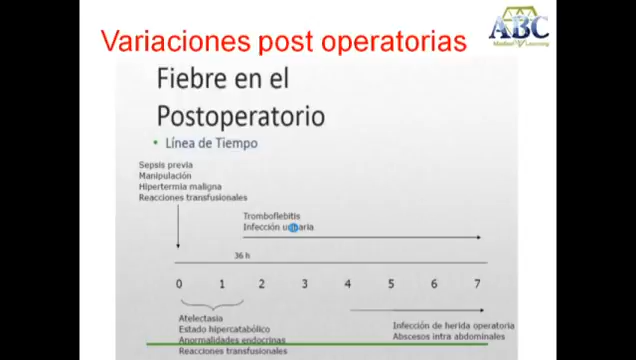 Variaciones post operatorias
ABC
Medical Learning
Fiebre en el
Postoperatorio
• Línea de Tiempo
Sepsis previa
Manipulación
Hipertermia maligna
Reacciones transfusionales
Tromboflebitis
Infección urinaria
36 h
0 1 2 3 4 5 6 7
Atelectasia
Estado hipercatabólico
Anormalidades endocrinas
Reacciones transfusionales
Infección de herida operatoria
Abscesos intra abdominales